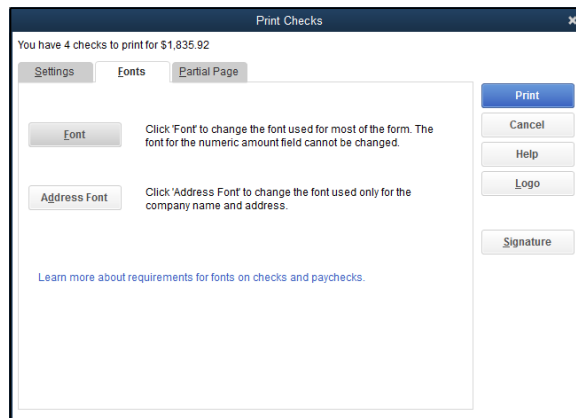 Print Checks
You have 4 checks to print for $1,835.92
Settings
Fonts
Partial Page
Print
Cancel
Help
Logo
Signature
Font
Click 'Font' to change the font used for most of the form. The
font for the numeric amount field cannot be changed.
Address Font
Click 'Address Font' to change the font used only for the
company name and address.
Learn more about requirements for fonts on checks and paychecks.